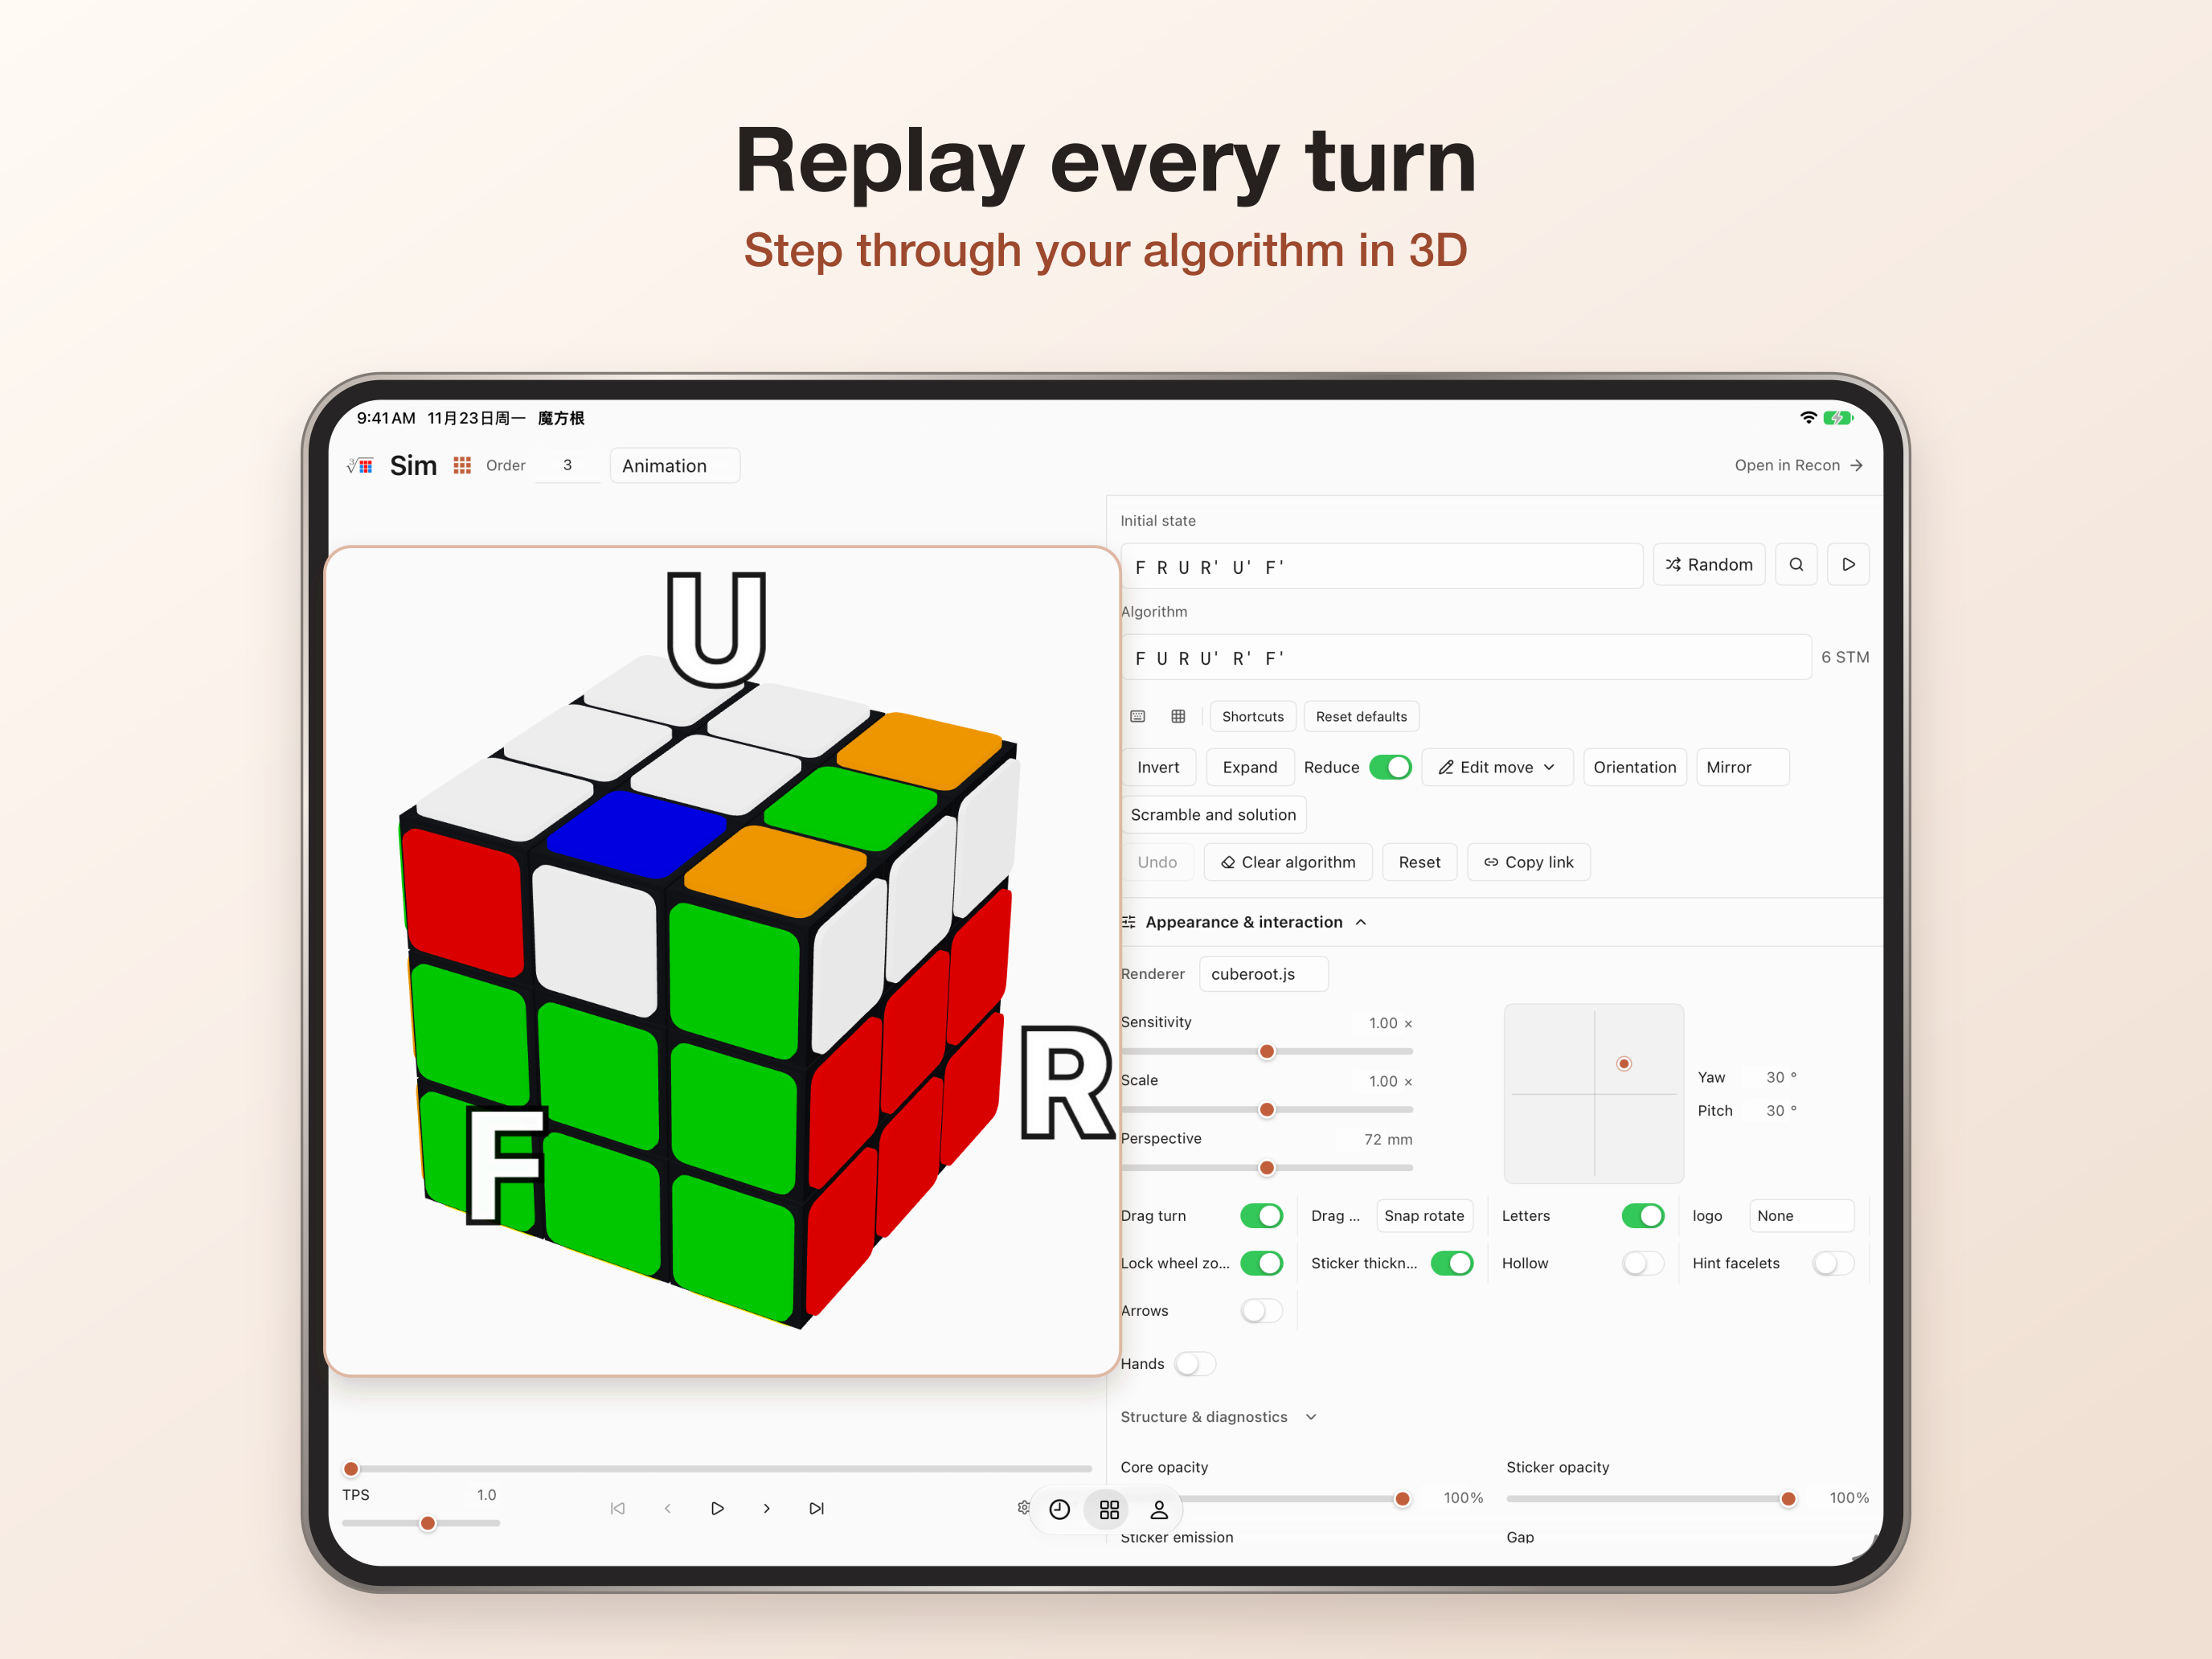 Replay every turn
Step through your algorithm in 3D
9:41 AM 11月23日周一 魔方根
Sim Order 3 Animation Open in Recon
Initial state
F R U R' U' F' Random
Algorithm
F U R U' R' F' 6 STM
Shortcuts Reset defaults
Invert Expand Reduce Edit move Orientation Mirror
Scramble and solution
Undo Clear algorithm Reset Copy link
Appearance & interaction
Renderer cuberoot.js
Sensitivity 1.00 ×
Scale 1.00 ×
Perspective 72 mm
Yaw 30 °
Pitch 30 °
Drag turn Drag ... Snap rotate Letters logo None
Lock wheel zo... Sticker thickn... Hollow Hint facelets
Arrows
Hands
Structure & diagnostics
Core opacity 100% Sticker opacity 100%
Sticker emission Gap
U
R
F
TPS 1.0